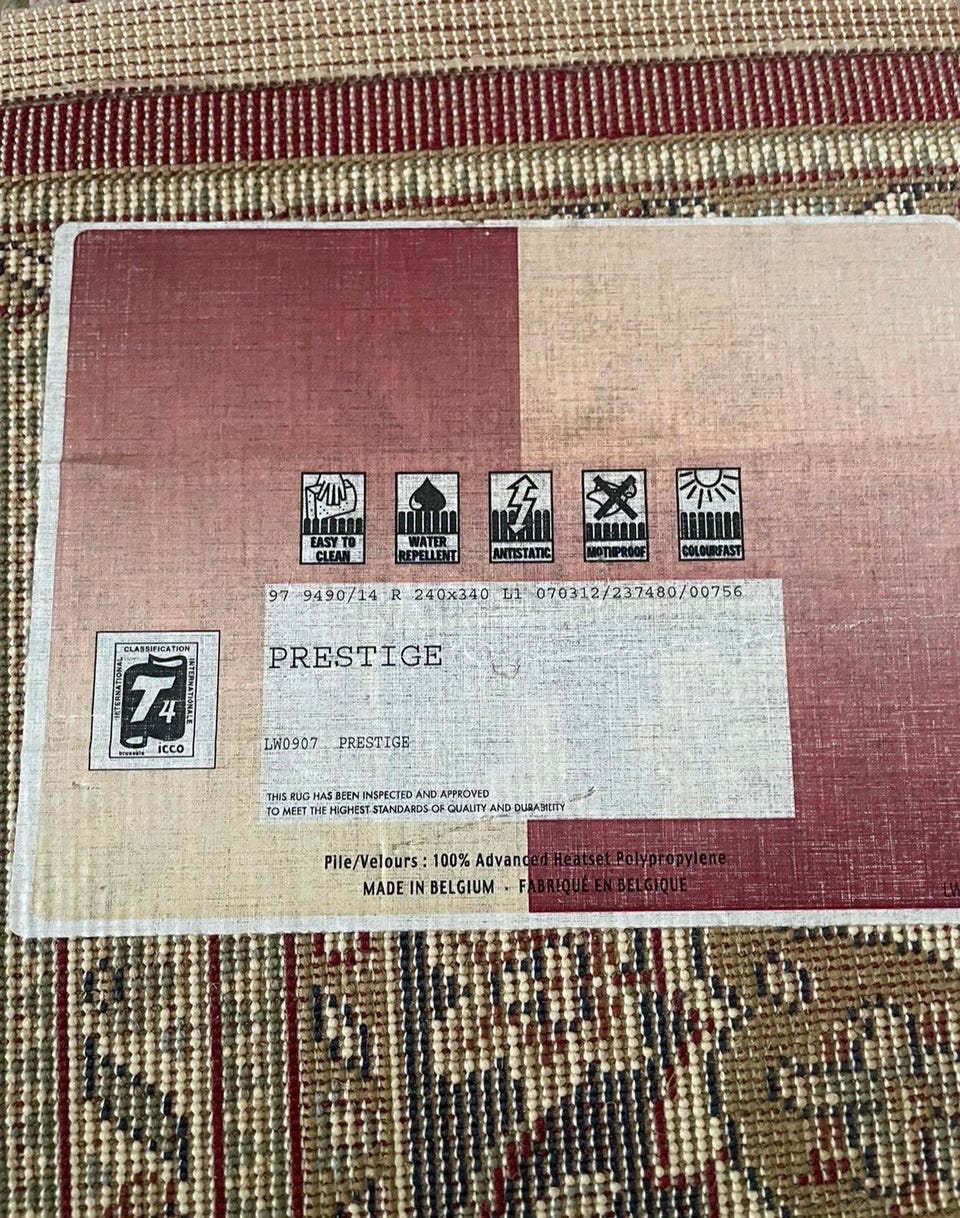 EASY TO
CLEAN
WATER
REPELLENT
ANTISTATIC
MOTHPROOF
COLOURFAST
97 9490/14 R 240x340 L1 070312/237480/00756
PRESTIGE
CLASSIFICATION
INTERNATIONAL
INTERNATIONALE
T4
brussels
icco
LW0907 PRESTIGE
THIS RUG HAS BEEN INSPECTED AND APPROVED
TO MEET THE HIGHEST STANDARDS OF QUALITY AND DURABILITY
Pile/Velours : 100% Advanced Heatset Polypropylene
MADE IN BELGIUM · FABRIQUÉ EN BELGIQUE